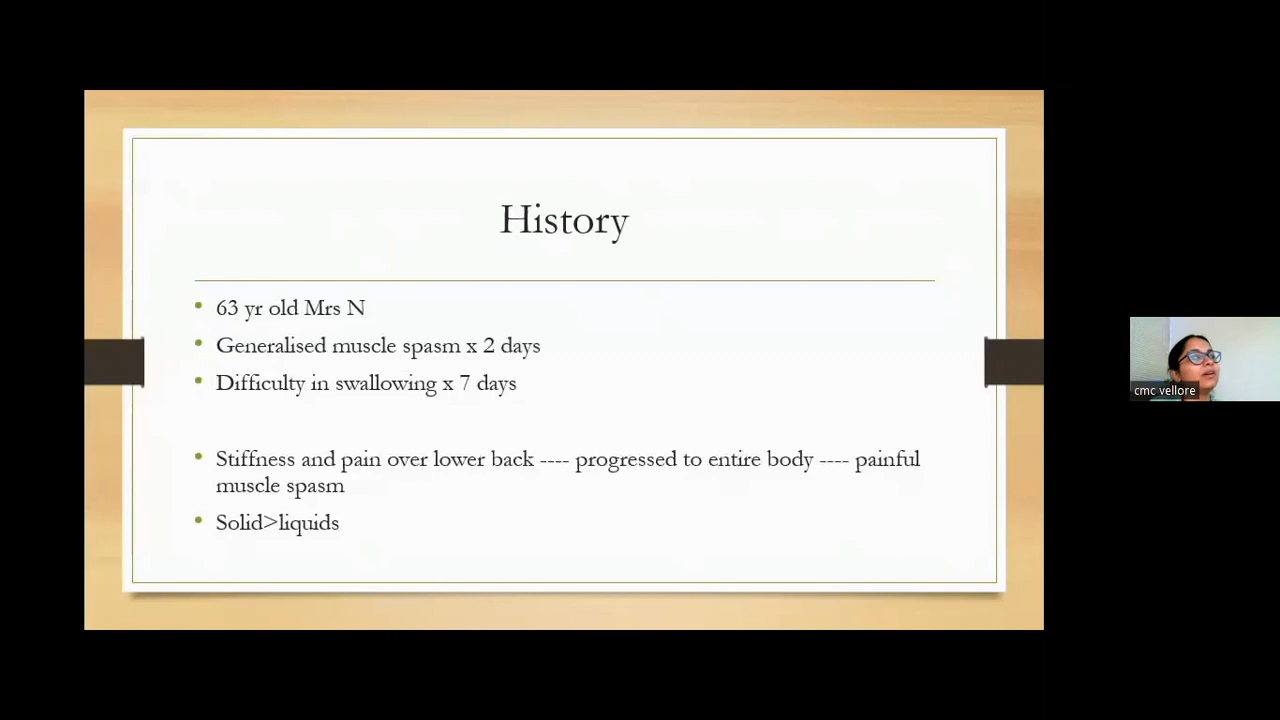 History
63 yr old Mrs N
Generalised muscle spasm x 2 days
Difficulty in swallowing x 7 days
Stiffness and pain over lower back ---- progressed to entire body ---- painful
muscle spasm
Solid>liquids
cmc vellore